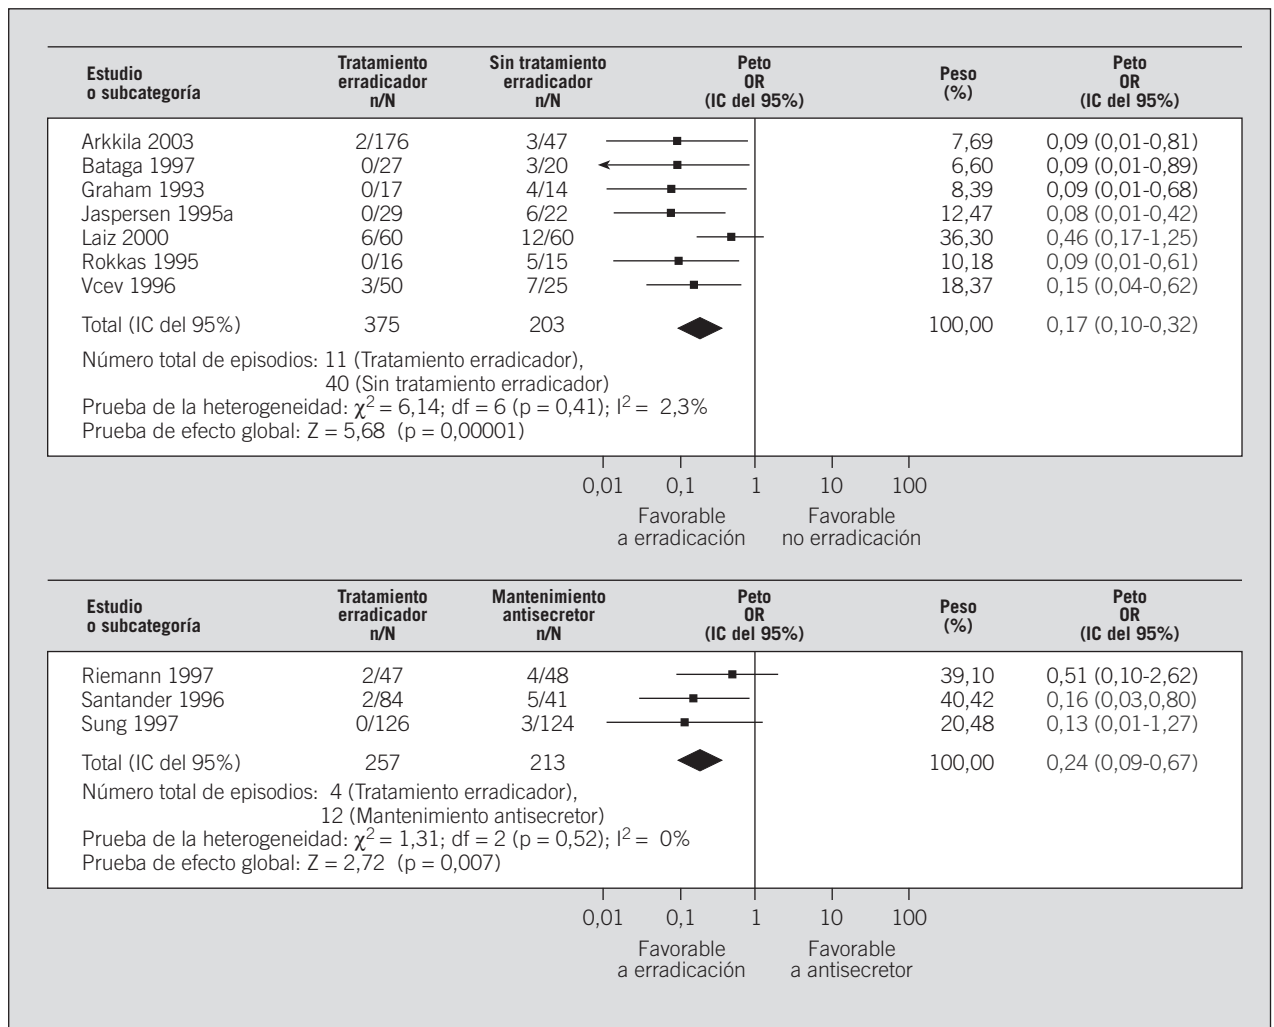 Estudio o subcategoría Tratamiento erradicador n/N Sin tratamiento erradicador n/N Peto OR (IC del 95%) Peso (%) Peto OR (IC del 95%)
Arkkila 2003 2/176 3/47 7,69 0,09 (0,01-0,81)
Bataga 1997 0/27 3/20 6,60 0,09 (0,01-0,89)
Graham 1993 0/17 4/14 8,39 0,09 (0,01-0,68)
Jaspersen 1995a 0/29 6/22 12,47 0,08 (0,01-0,42)
Laiz 2000 6/60 12/60 36,30 0,46 (0,17-1,25)
Rokkas 1995 0/16 5/15 10,18 0,09 (0,01-0,61)
Vcev 1996 3/50 7/25 18,37 0,15 (0,04-0,62)
Total (IC del 95%) 375 203 100,00 0,17 (0,10-0,32)
Número total de episodios: 11 (Tratamiento erradicador),
40 (Sin tratamiento erradicador)
Prueba de la heterogeneidad: χ2 = 6,14; df = 6 (p = 0,41); I2 = 2,3%
Prueba de efecto global: Z = 5,68 (p = 0,00001)
0,01 0,1 1 10 100
Favorable a erradicación Favorable no erradicación
Estudio o subcategoría Tratamiento erradicador n/N Mantenimiento antisecretor n/N Peto OR (IC del 95%) Peso (%) Peto OR (IC del 95%)
Riemann 1997 2/47 4/48 39,10 0,51 (0,10-2,62)
Santander 1996 2/84 5/41 40,42 0,16 (0,03,0,80)
Sung 1997 0/126 3/124 20,48 0,13 (0,01-1,27)
Total (IC del 95%) 257 213 100,00 0,24 (0,09-0,67)
Número total de episodios: 4 (Tratamiento erradicador),
12 (Mantenimiento antisecretor)
Prueba de la heterogeneidad: χ2 = 1,31; df = 2 (p = 0,52); I2 = 0%
Prueba de efecto global: Z = 2,72 (p = 0,007)
0,01 0,1 1 10 100
Favorable a erradicación Favorable a antisecretor